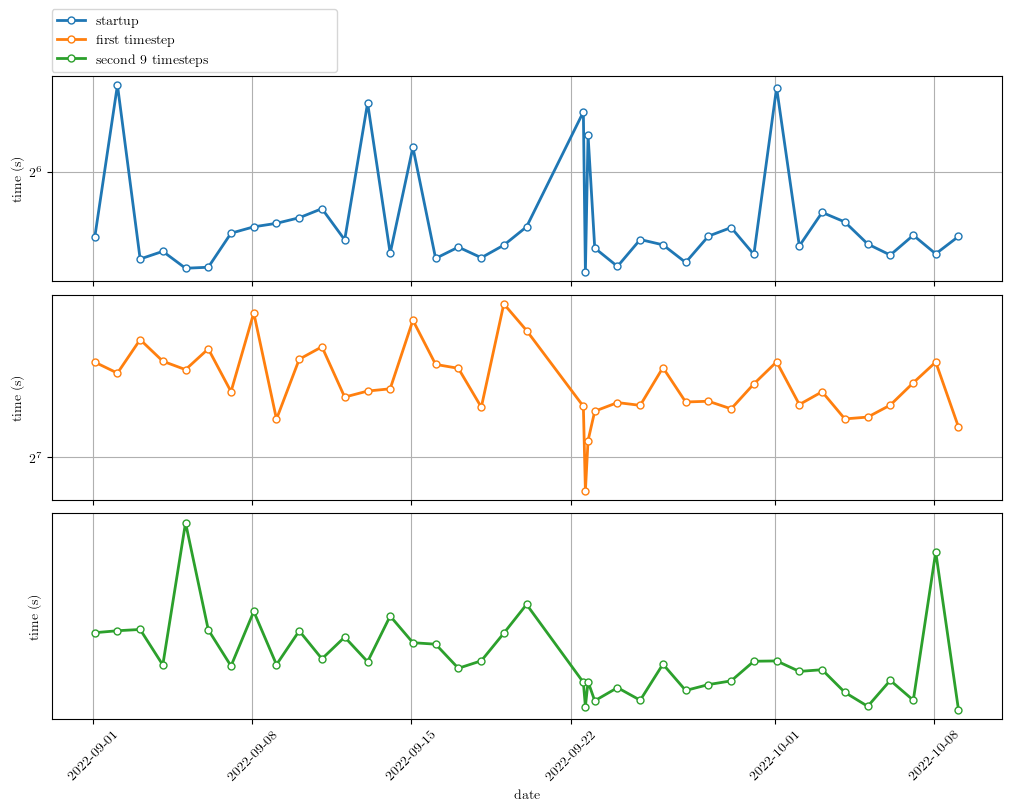 startup
first timestep
second 9 timesteps
time (s)
2^6
time (s)
2^7
time (s)
2022-09-01
2022-09-08
2022-09-15
2022-09-22
2022-10-01
2022-10-08
date